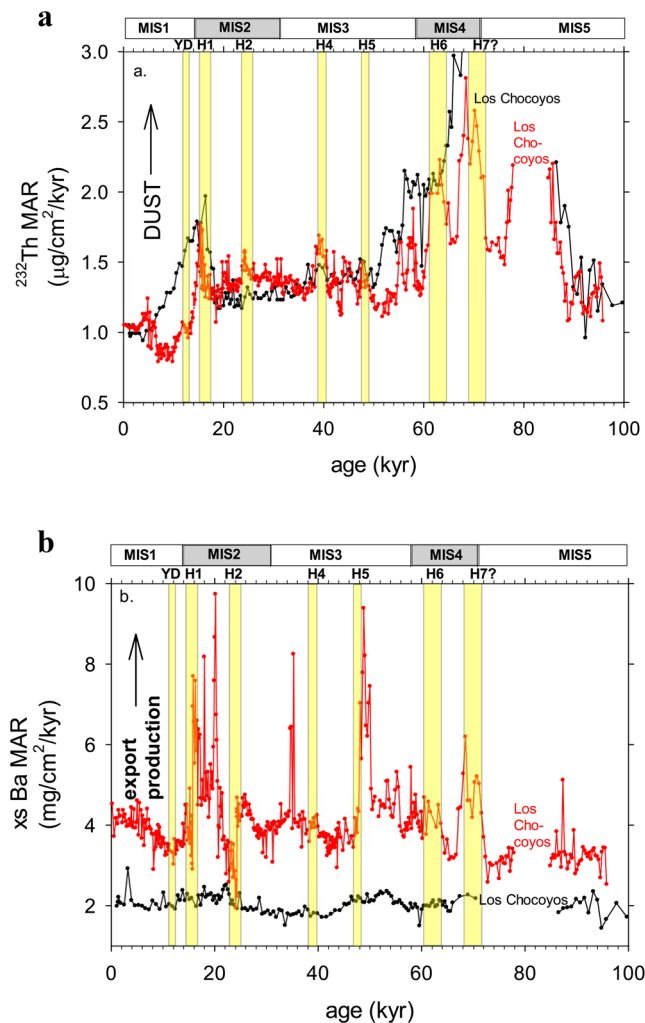 a
MIS1 MIS2 MIS3 MIS4 MIS5
YD H1 H2 H4 H5 H6 H7?
a.
3.0
2.5
2.0
1.5
1.0
0.5
232Th MAR
(μg/cm2/kyr)
DUST
Los Chocoyos
Los
Cho-
coyos
0 20 40 60 80 100
age (kyr)
b
MIS1 MIS2 MIS3 MIS4 MIS5
YD H1 H2 H4 H5 H6 H7?
b.
10
8
6
4
2
xs Ba MAR
(mg/cm2/kyr)
export
production
Los
Cho-
coyos
Los Chocoyos
0 20 40 60 80 100
age (kyr)